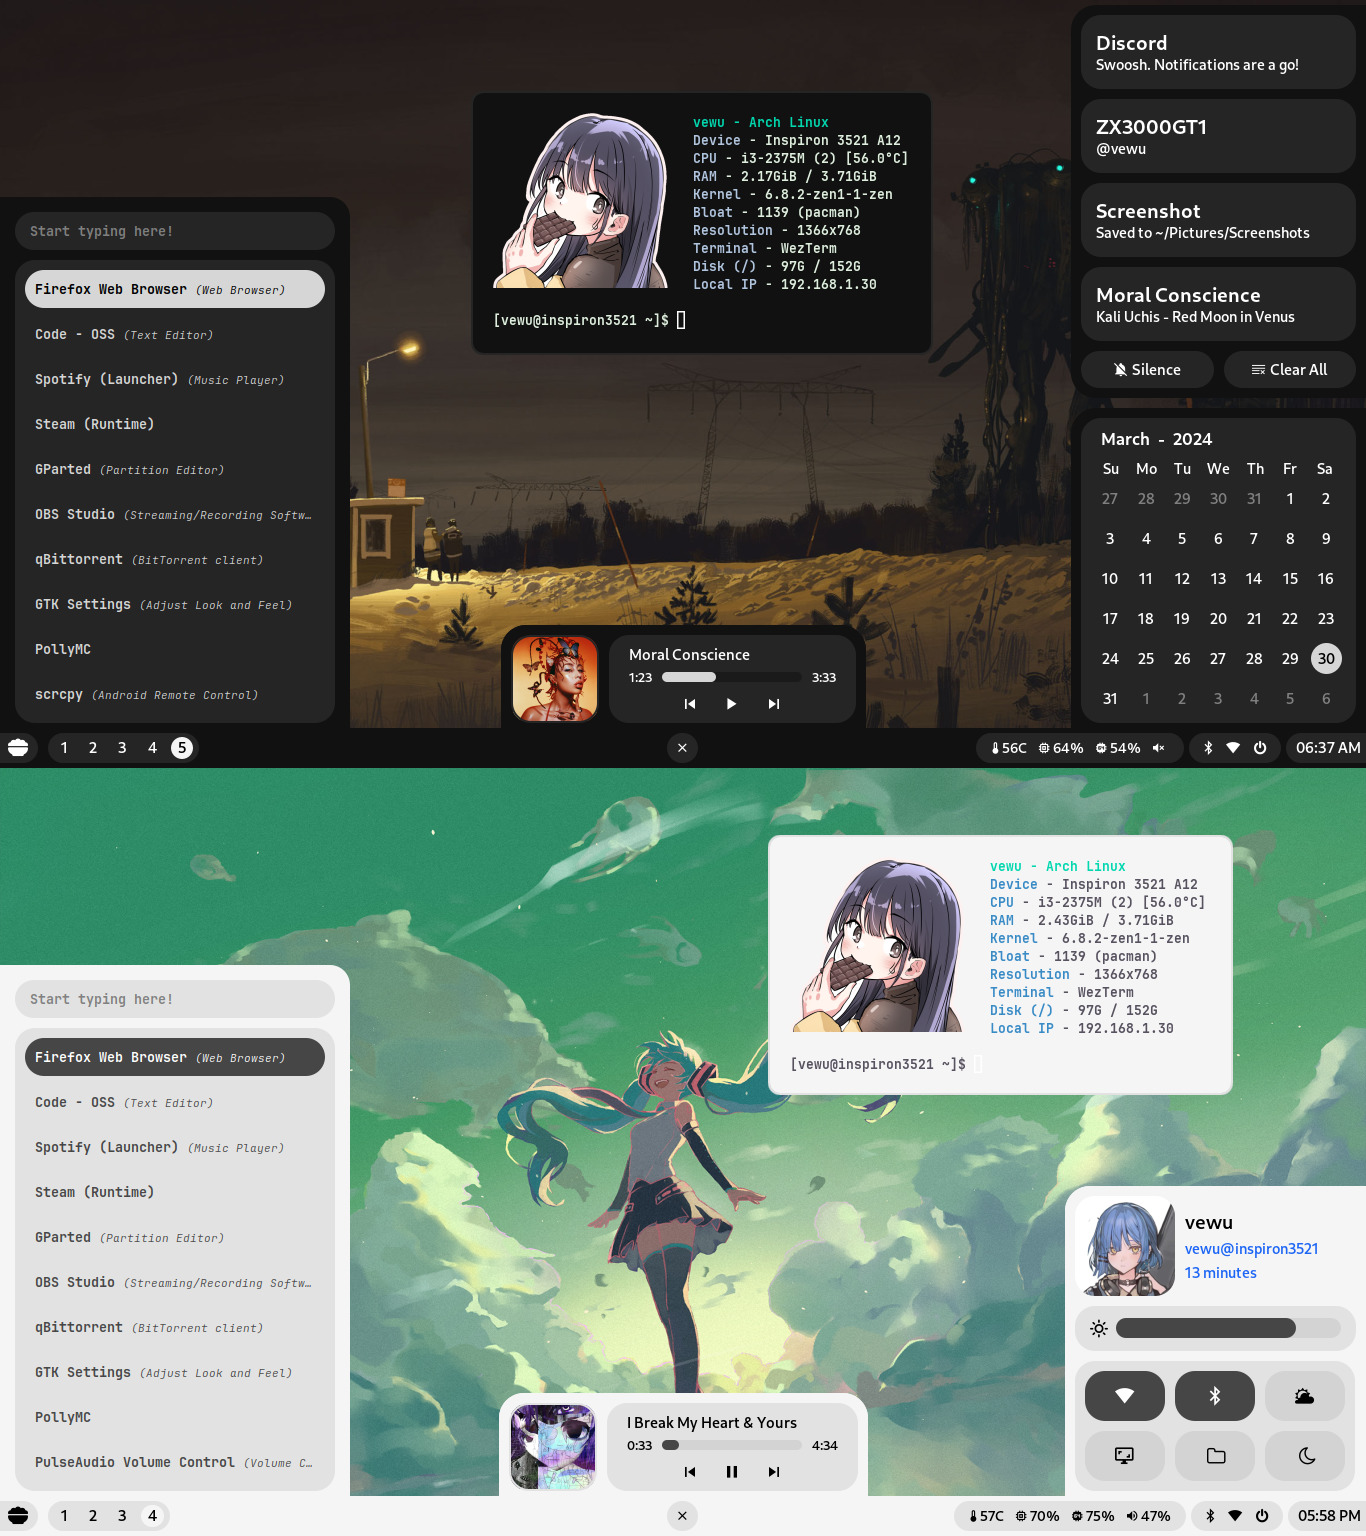 Discord
Swoosh. Notifications are a go!
ZX3000GT1
@vewu
Screenshot
Saved to ~/Pictures/Screenshots
Moral Conscience
Kali Uchis - Red Moon in Venus
Silence
Clear All
vewu - Arch Linux
Device - Inspiron 3521 A12
CPU - i3-2375M (2) [56.0°C]
RAM - 2.17GiB / 3.71GiB
Kernel - 6.8.2-zen1-1-zen
Bloat - 1139 (pacman)
Resolution - 1366x768
Terminal - WezTerm
Disk (/) - 97G / 152G
Local IP - 192.168.1.30
[vewu@inspiron3521 ~]$
Start typing here!
Firefox Web Browser (Web Browser)
Code - OSS (Text Editor)
Spotify (Launcher) (Music Player)
Steam (Runtime)
GParted (Partition Editor)
OBS Studio (Streaming/Recording Softw…
qBittorrent (BitTorrent client)
GTK Settings (Adjust Look and Feel)
PollyMC
scrcpy (Android Remote Control)
March - 2024
Su Mo Tu We Th Fr Sa
27 28 29 30 31 1 2
3 4 5 6 7 8 9
10 11 12 13 14 15 16
17 18 19 20 21 22 23
24 25 26 27 28 29 30
31 1 2 3 4 5 6
Moral Conscience
1:23 3:33
1 2 3 4 5
56C 64% 54%
06:37 AM
vewu - Arch Linux
Device - Inspiron 3521 A12
CPU - i3-2375M (2) [56.0°C]
RAM - 2.43GiB / 3.71GiB
Kernel - 6.8.2-zen1-1-zen
Bloat - 1139 (pacman)
Resolution - 1366x768
Terminal - WezTerm
Disk (/) - 97G / 152G
Local IP - 192.168.1.30
[vewu@inspiron3521 ~]$
Start typing here!
Firefox Web Browser (Web Browser)
Code - OSS (Text Editor)
Spotify (Launcher) (Music Player)
Steam (Runtime)
GParted (Partition Editor)
OBS Studio (Streaming/Recording Softw…
qBittorrent (BitTorrent client)
GTK Settings (Adjust Look and Feel)
PollyMC
PulseAudio Volume Control (Volume C…
vewu
vewu@inspiron3521
13 minutes
I Break My Heart & Yours
0:33 4:34
1 2 3 4
57C 70% 75% 47%
05:58 PM